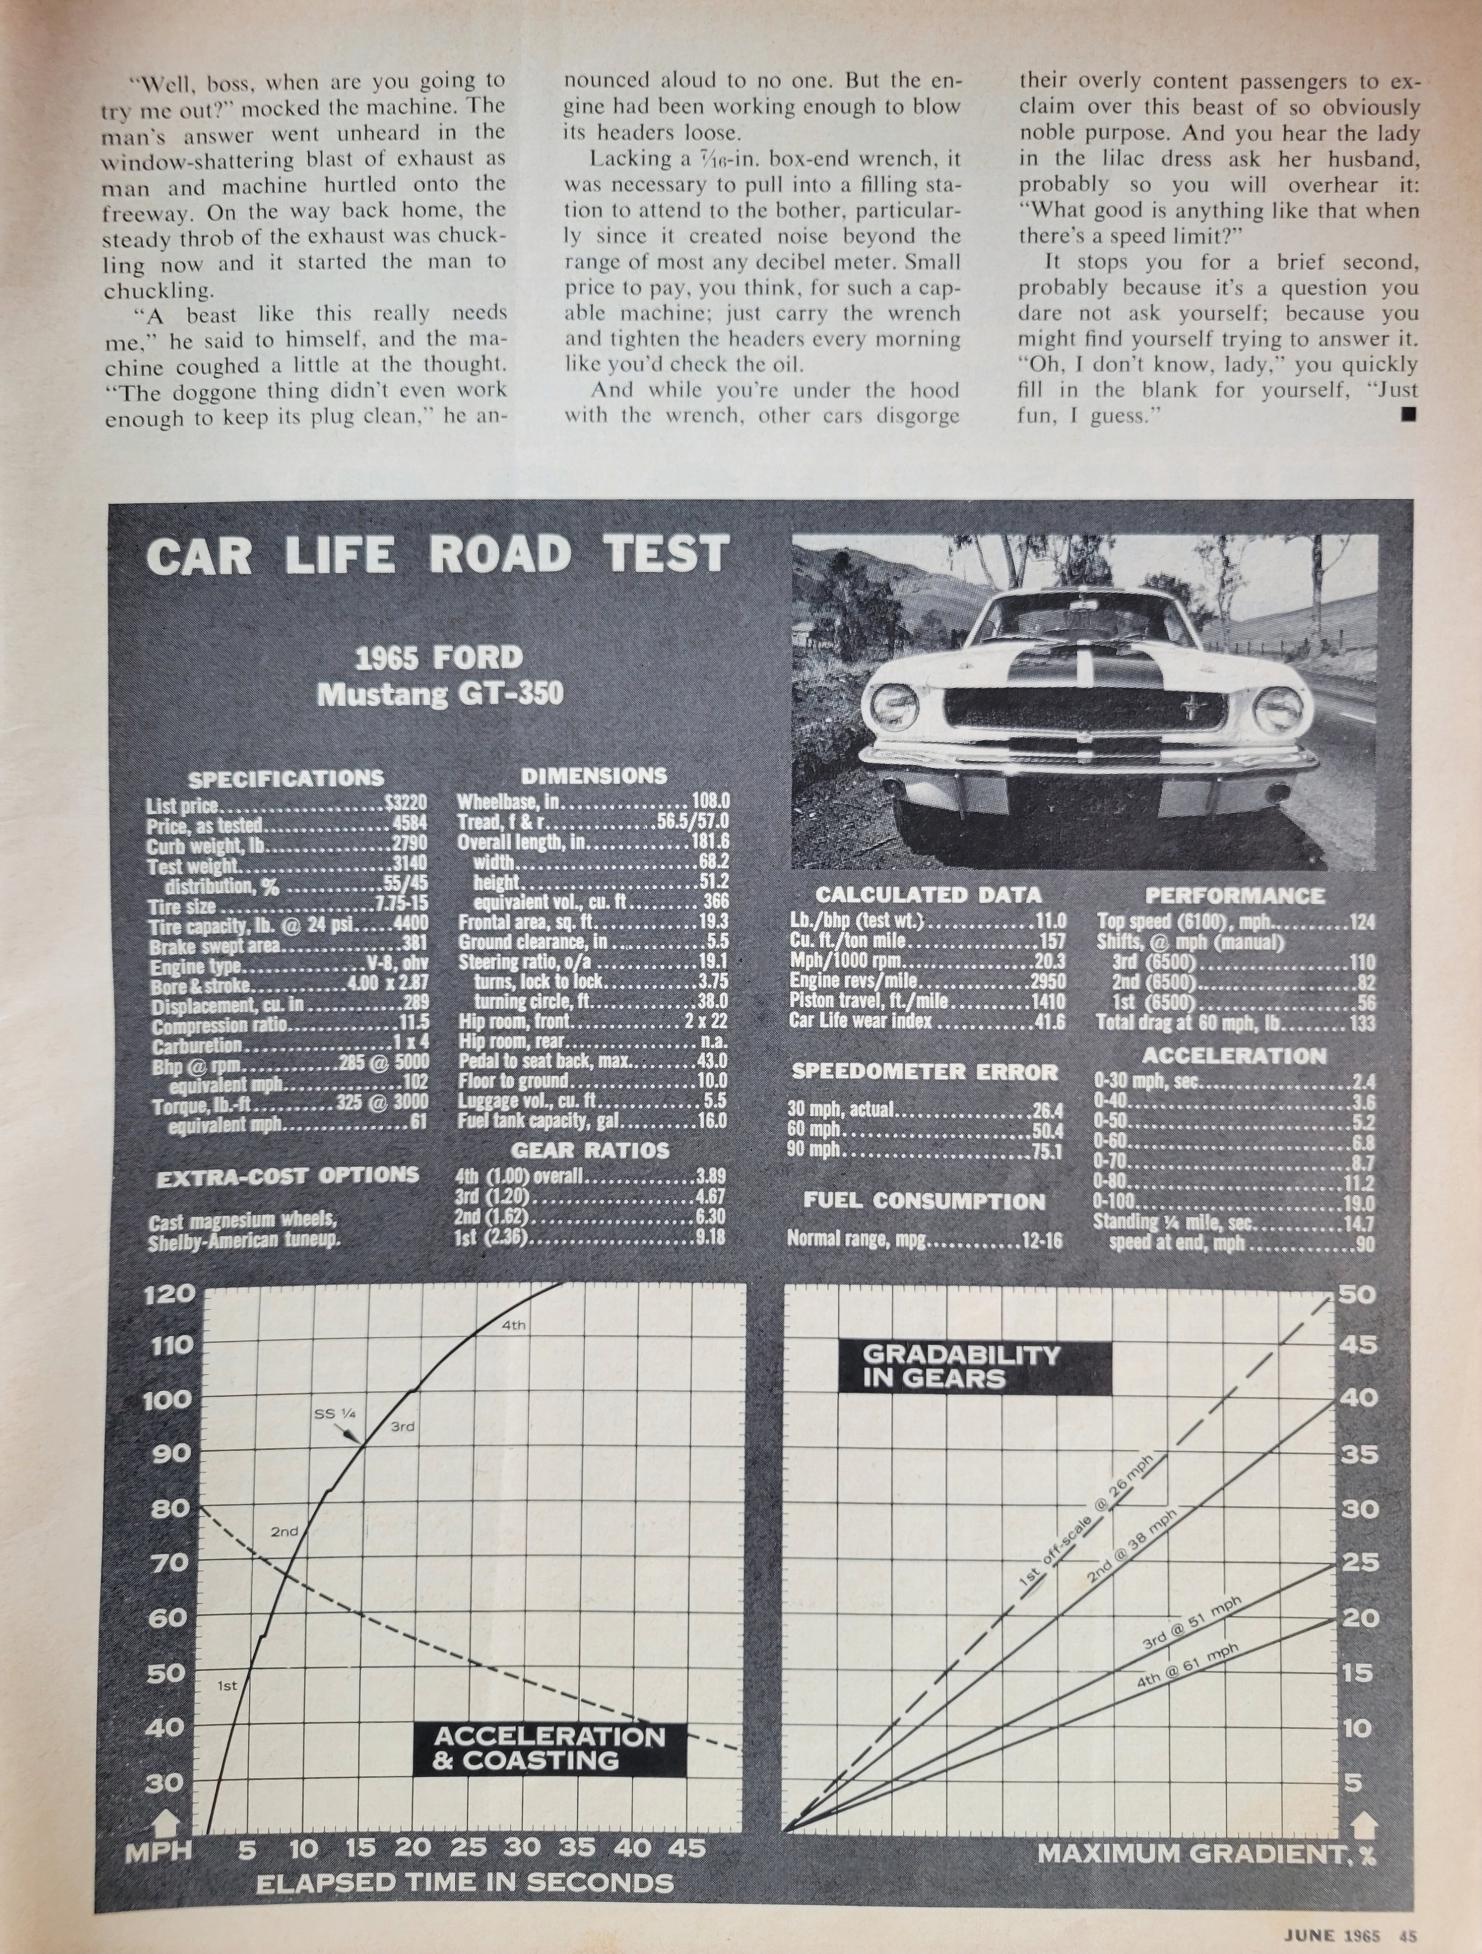 “Well, boss, when are you going to
try me out?” mocked the machine. The
man’s answer went unheard in the
window-shattering blast of exhaust as
man and machine hurtled onto the
freeway. On the way back home, the
steady throb of the exhaust was chuck-
ling now and it started the man to
chuckling.
“A beast like this really needs
me,” he said to himself, and the ma-
chine coughed a little at the thought.
“The doggone thing didn’t even work
enough to keep its plug clean,” he an-
nounced aloud to no one. But the en-
gine had been working enough to blow
its headers loose.
Lacking a 7/16-in. box-end wrench, it
was necessary to pull into a filling sta-
tion to attend to the bother, particular-
ly since it created noise beyond the
range of most any decibel meter. Small
price to pay, you think, for such a cap-
able machine; just carry the wrench
and tighten the headers every morning
like you’d check the oil.
And while you’re under the hood
with the wrench, other cars disgorge
their overly content passengers to ex-
claim over this beast of so obviously
noble purpose. And you hear the lady
in the lilac dress ask her husband,
probably so you will overhear it:
“What good is anything like that when
there’s a speed limit?”
It stops you for a brief second,
probably because it’s a question you
dare not ask yourself; because you
might find yourself trying to answer it.
“Oh, I don’t know, lady,” you quickly
fill in the blank for yourself, “Just
fun, I guess.” ■
CAR LIFE ROAD TEST
1965 FORD
Mustang GT-350
SPECIFICATIONS
List price.......................$3220
Price, as tested..................4584
Curb weight, lb..................2790
Test weight......................3140
distribution, %.............55/45
Tire size......................7.75-15
Tire capacity, lb. @ 24 psi.....4400
Brake swept area.................381
Engine type..................V-8, ohv
Bore & stroke..............4.00 x 2.87
Displacement, cu. in..............289
Compression ratio................11.5
Carburetion.....................1 x 4
Bhp @ rpm..............285 @ 5000
equivalent mph.................102
Torque, lb.-ft...........325 @ 3000
equivalent mph..................61
EXTRA-COST OPTIONS
Cast magnesium wheels,
Shelby-American tuneup.
DIMENSIONS
Wheelbase, in................108.0
Tread, f & r..............56.5/57.0
Overall length, in...............181.6
width..........................68.2
height.........................51.2
equivalent vol., cu. ft.........366
Frontal area, sq. ft...............19.3
Ground clearance, in..............5.5
Steering ratio, o/a...............19.1
turns, lock to lock.............3.75
turning circle, ft..............38.0
Hip room, front................2 x 22
Hip room, rear...................n.a.
Pedal to seat back, max.........43.0
Floor to ground..................10.0
Luggage vol., cu. ft..............5.5
Fuel tank capacity, gal..........16.0
GEAR RATIOS
4th (1.00) overall................3.89
3rd (1.20).......................4.67
2nd (1.62).......................6.30
1st (2.36).......................9.18
CALCULATED DATA
Lb./bhp (test wt.)...............11.0
Cu. ft./ton mile..................157
Mph/1000 rpm....................20.3
Engine revs/mile.................2950
Piston travel, ft./mile...........1410
Car Life wear index..............41.6
SPEEDOMETER ERROR
30 mph, actual..................26.4
60 mph..........................50.4
90 mph..........................75.1
FUEL CONSUMPTION
Normal range, mpg.............12-16
PERFORMANCE
Top speed (6100), mph...........124
Shifts, @ mph (manual)
3rd (6500)......................110
2nd (6500).......................82
1st (6500).......................56
Total drag at 60 mph, lb.........133
ACCELERATION
0-30 mph, sec....................2.4
0-40.............................3.6
0-50.............................5.2
0-60.............................6.8
0-70.............................8.7
0-80............................11.2
0-100...........................19.0
Standing ¼ mile, sec............14.7
speed at end, mph...............90
120
110
100
90
80
70
60
50
40
30
MPH
5 10 15 20 25 30 35 40 45
ELAPSED TIME IN SECONDS
4th
SS ¼
3rd
2nd
1st
ACCELERATION
& COASTING
GRADABILITY
IN GEARS
1st off-scale @ 26 mph
2nd @ 38 mph
3rd @ 51 mph
4th @ 61 mph
50
45
40
35
30
25
20
15
10
5
MAXIMUM GRADIENT, %
JUNE 1965 45